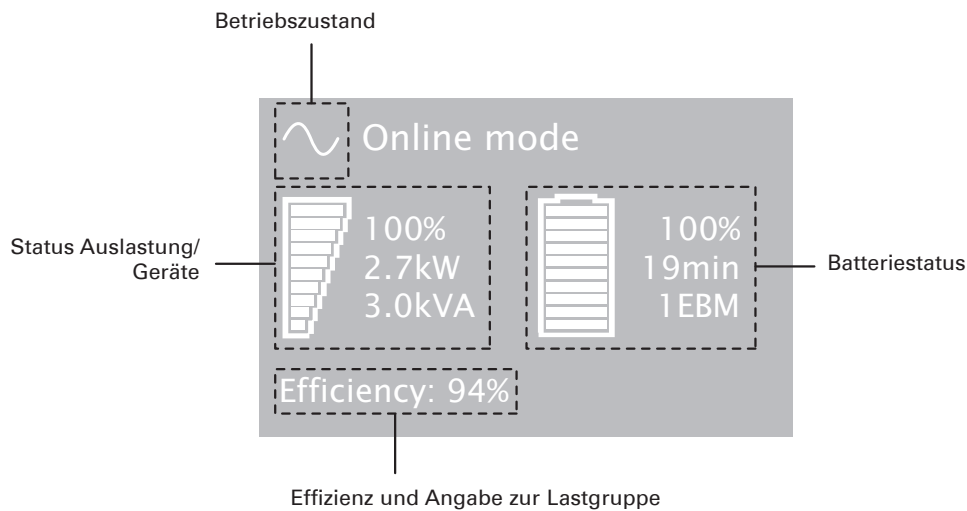 Betriebszustand
Online mode
Status Auslastung/
Geräte
100%
2.7kW
3.0kVA
100%
19min
1EBM
Batteriestatus
Efficiency: 94%
Effizienz und Angabe zur Lastgruppe